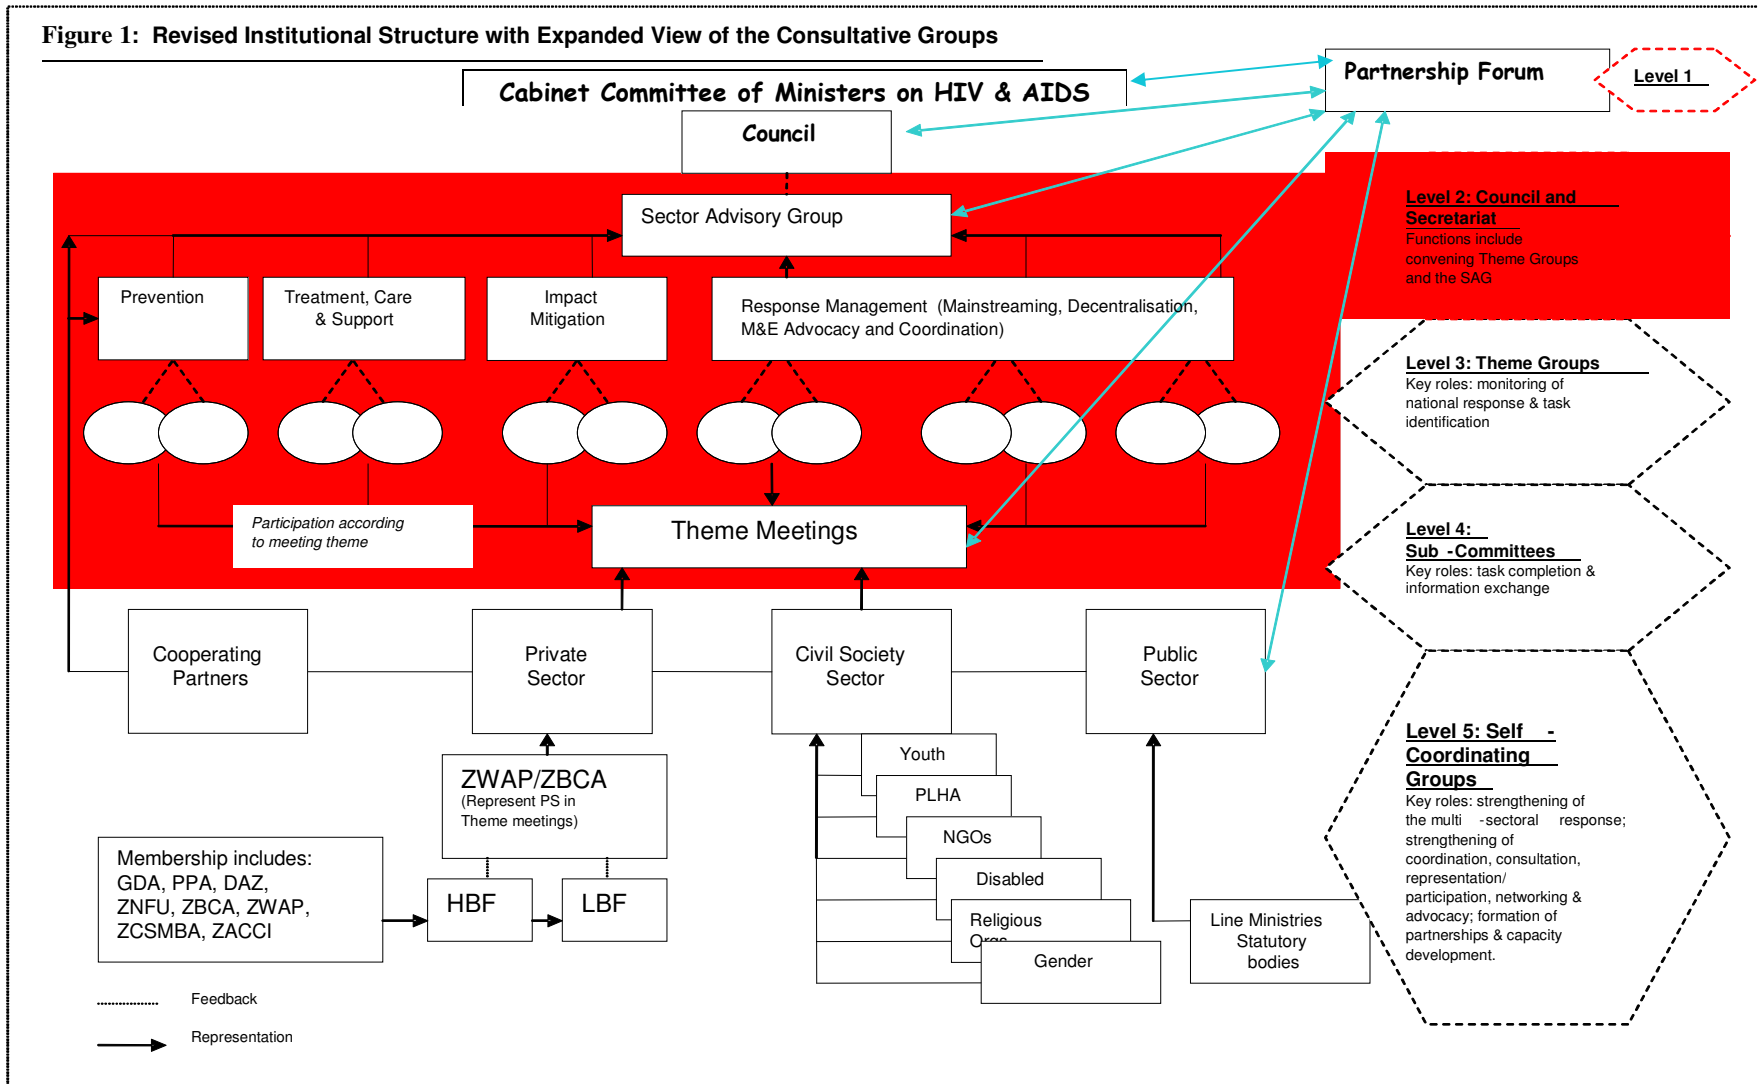 Figure 1: Revised Institutional Structure with Expanded View of the Consultative Groups
Cabinet Committee of Ministers on HIV & AIDS
Partnership Forum
Level 1
Council
Sector Advisory Group
Level 2: Council and
Secretariat
Functions include
convening Theme Groups
and the SAG
Prevention
Treatment, Care
& Support
Impact
Mitigation
Response Management (Mainstreaming, Decentralisation,
M&E Advocacy and Coordination)
Level 3: Theme Groups
Key roles: monitoring of
national response & task
identification
Participation according
to meeting theme
Theme Meetings
Level 4:
Sub -Committees
Key roles: task completion &
information exchange
Cooperating
Partners
Private
Sector
Civil Society
Sector
Public
Sector
Level 5: Self -
Coordinating
Groups
Key roles: strengthening of
the multi -sectoral response;
strengthening of
coordination, consultation,
representation/
participation, networking &
advocacy; formation of
partnerships & capacity
development.
ZWAP/ZBCA
(Represent PS in
Theme meetings)
Youth
PLHA
NGOs
Disabled
Religious
Orgs
Gender
Membership includes:
GDA, PPA, DAZ,
ZNFU, ZBCA, ZWAP,
ZCSMBA, ZACCI
HBF
LBF
Line Ministries
Statutory
bodies
Feedback
Representation